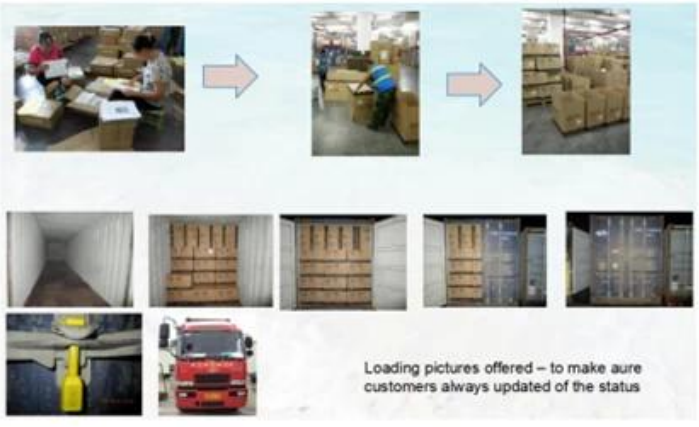 Loading pictures offered – to make aure
customers always updated of the status